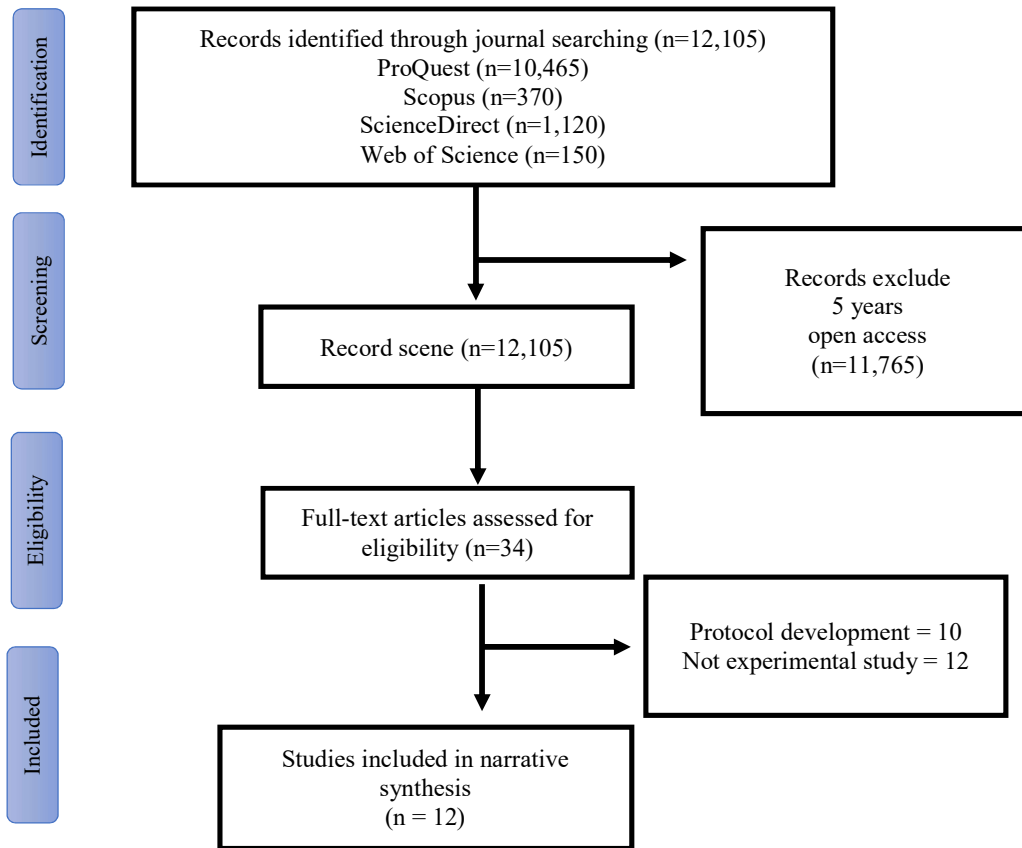 Identification
Records identified through journal searching (n=12,105)
ProQuest (n=10,465)
Scopus (n=370)
ScienceDirect (n=1,120)
Web of Science (n=150)
Screening
Records exclude
5 years
open access
(n=11,765)
Record scene (n=12,105)
Eligibility
Full-text articles assessed for
eligibility (n=34)
Protocol development = 10
Not experimental study = 12
Included
Studies included in narrative
synthesis
(n = 12)